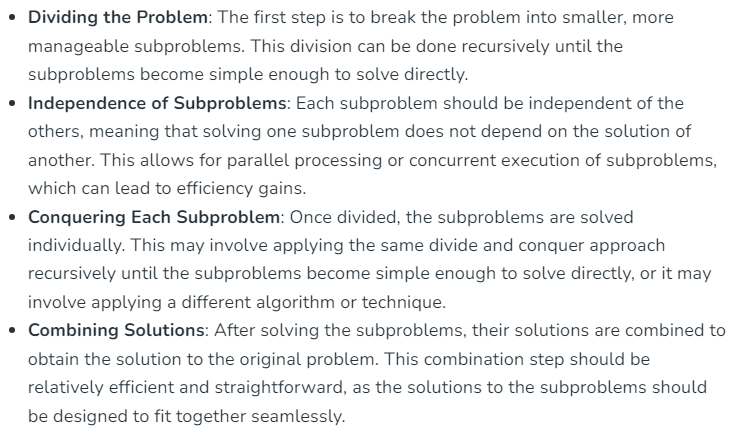 • Dividing the Problem: The first step is to break the problem into smaller, more
manageable subproblems. This division can be done recursively until the
subproblems become simple enough to solve directly.
• Independence of Subproblems: Each subproblem should be independent of the
others, meaning that solving one subproblem does not depend on the solution of
another. This allows for parallel processing or concurrent execution of subproblems,
which can lead to efficiency gains.
• Conquering Each Subproblem: Once divided, the subproblems are solved
individually. This may involve applying the same divide and conquer approach
recursively until the subproblems become simple enough to solve directly, or it may
involve applying a different algorithm or technique.
• Combining Solutions: After solving the subproblems, their solutions are combined to
obtain the solution to the original problem. This combination step should be
relatively efficient and straightforward, as the solutions to the subproblems should
be designed to fit together seamlessly.